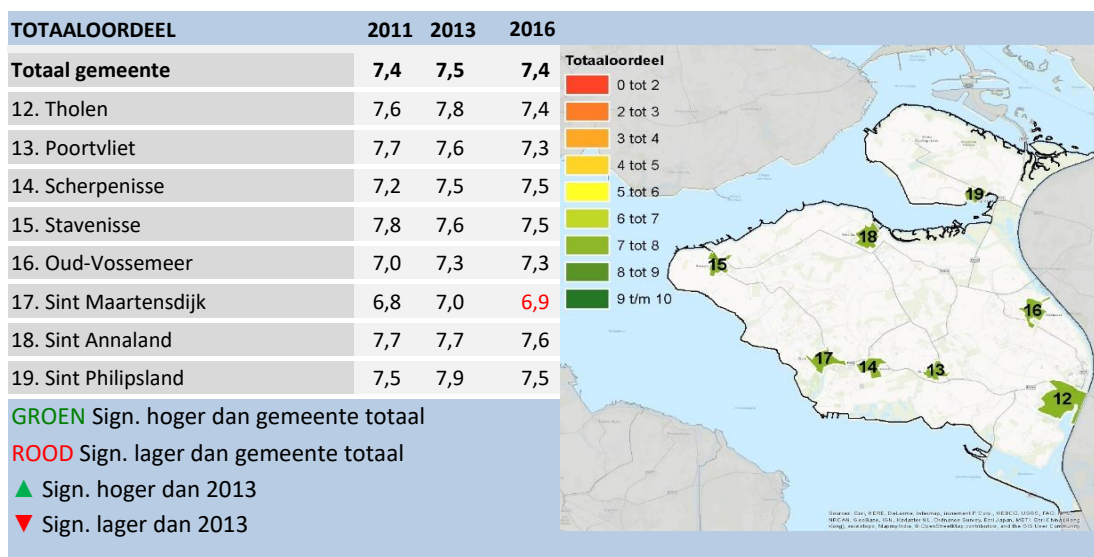 TOTAALOORDEEL 2011 2013 2016
Totaal gemeente 7,4 7,5 7,4
12. Tholen 7,6 7,8 7,4
13. Poortvliet 7,7 7,6 7,3
14. Scherpenisse 7,2 7,5 7,5
15. Stavenisse 7,8 7,6 7,5
16. Oud-Vossemeer 7,0 7,3 7,3
17. Sint Maartensdijk 6,8 7,0 6,9
18. Sint Annaland 7,7 7,7 7,6
19. Sint Philipsland 7,5 7,9 7,5
GROEN Sign. hoger dan gemeente totaal
ROOD Sign. lager dan gemeente totaal
▲ Sign. hoger dan 2013
▼ Sign. lager dan 2013
Totaaloordeel
0 tot 2
2 tot 3
3 tot 4
4 tot 5
5 tot 6
6 tot 7
7 tot 8
8 tot 9
9 t/m 10
19
18
15
16
17
14
13
12